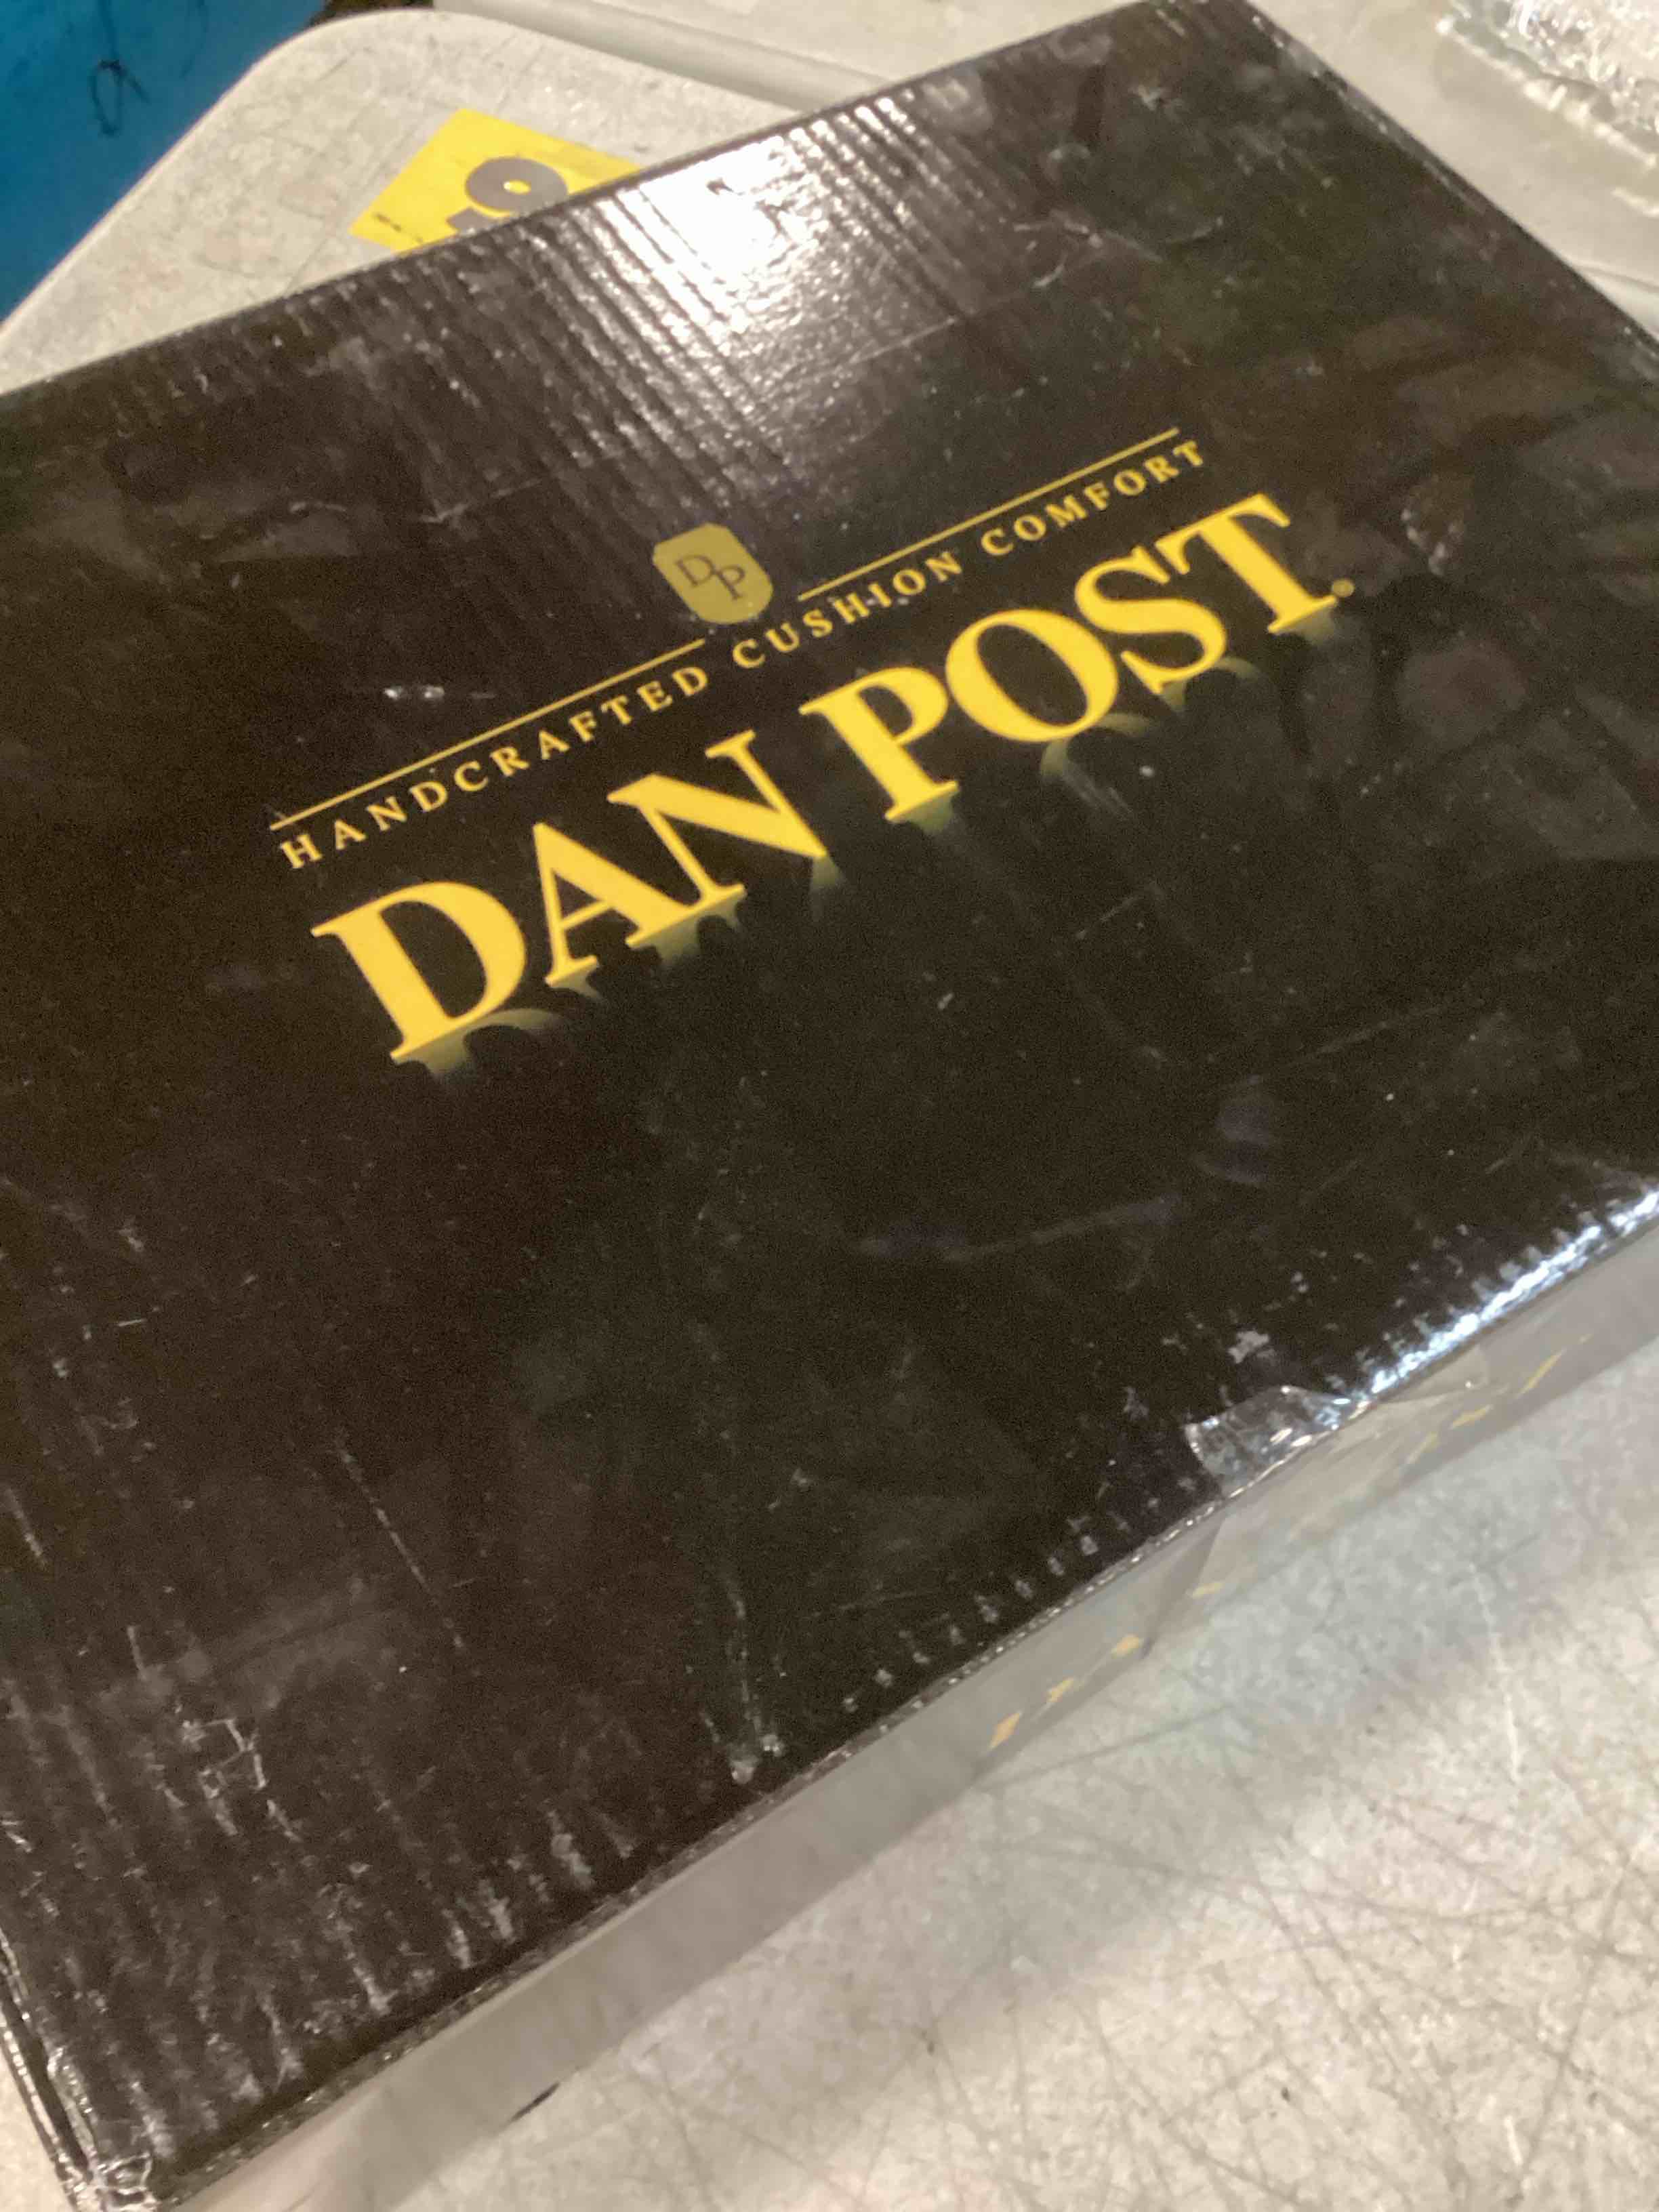 DP
HANDCRAFTED CUSHION COMFORT
DAN POST